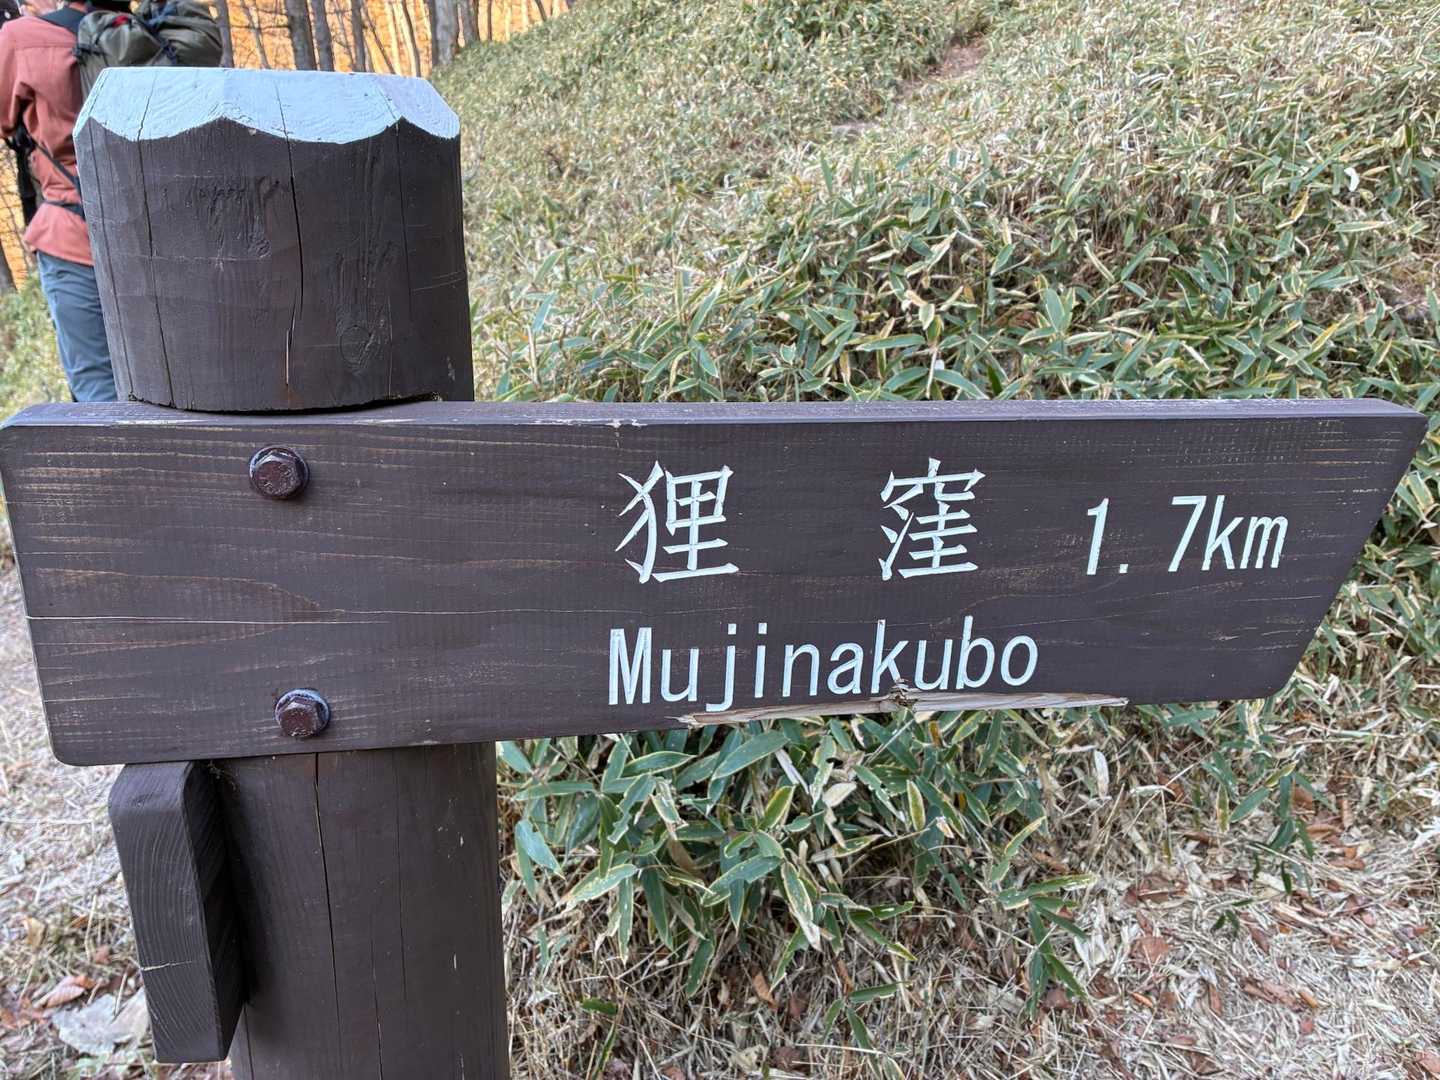 狸 窪 1.7km
Mujinakubo